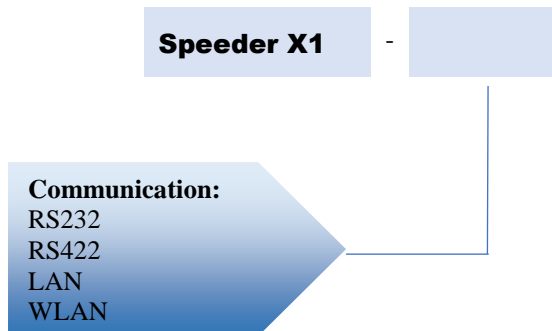 Speeder X1 -
Communication:
RS232
RS422
LAN
WLAN